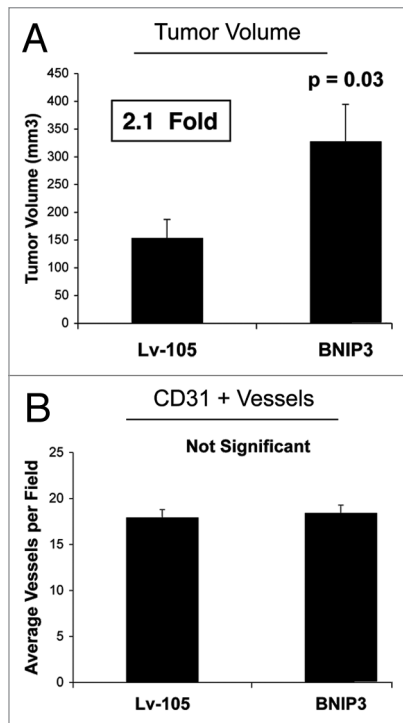 A
Tumor Volume
p = 0.03
2.1 Fold
Tumor Volume (mm3)
450
400
350
300
250
200
150
100
50
0
Lv-105
BNIP3
B
CD31 + Vessels
Not Significant
Average Vessels per Field
25
20
15
10
5
0
Lv-105
BNIP3